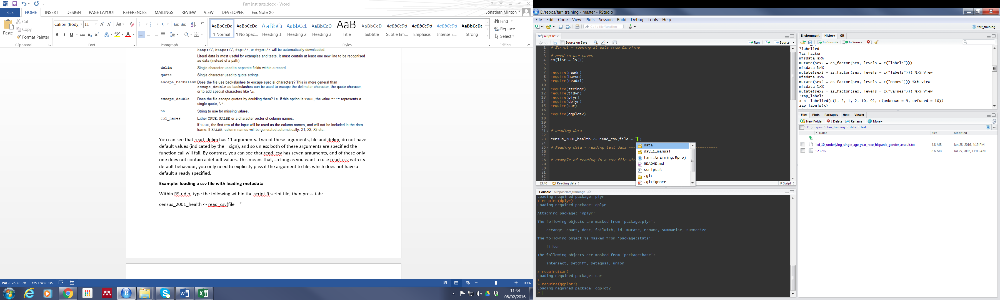 Farr Institute.docx - Word
FILE HOME INSERT DESIGN PAGE LAYOUT REFERENCES MAILINGS REVIEW VIEW DEVELOPER EndNote X6
Jonathan Minton
Paste
Cut
Copy
Format Painter
Clipboard
Calibri (Body) 11
Font
Paragraph
AaBbCcDd AaBbCcDd AaBbCc AaBbCcC AaBbCcD AaBl AaBbCcD AaBbCcDd AaBbCcDd AaBbCcDd AaBbCcDc
¶ Normal ¶ No Spac... Heading 1 Heading 2 Heading 3 Title Subtitle Subtle Em... Emphasis Intense E... Strong
Styles
Find
Replace
Select
Editing
http://, https://, ftp://, or ftps:// will be automatically downloaded.
Literal data is most useful for examples and tests. It must contain at least one new line to be recognised
as data (instead of a path).
delim Single character used to separate fields within a record.
quote Single character used to quote strings.
escape_backslash Does the file use backslashes to escape special characters? This is more general than
escape_double as backslashes can be used to escape the delimeter character, the quote characer,
or to add special characters like \n.
escape_double Does the file escape quotes by doubling them? i.e. If this option is TRUE, the value """" represents a
single quote, \".
na String to use for missing values.
col_names Either TRUE, FALSE or a character vector of column names.
If TRUE, the first row of the input will be used as the column names, and will not be included in the data
frame. If FALSE, column names will be generated automatically: X1, X2, X3 etc.
You can see that read_delim has 11 arguments. Two of these arguments, file and delim, do not have
default values (indicated by the = sign), and so unless both of these arguments are specified the
function call will fail. By contrast, you can see that read_csv has seven arguments, and of these only
one does not contain a default values. This means that, so long as you want to use read_csv with its
default behaviour, you only need to explicitly pass it the argument to file, which does not have a
default already specified.
Example: loading a csv file with leading metadata
Within RStudio, type the following within the script.R script file, then press tab:
census_2001_health <- read_csv(file = “
PAGE 26 OF 28 7591 WORDS
100%
11:34
08/02/2016
E:/repos/farr_training - master - RStudio
File Edit Code View Plots Session Build Debug Tools Help
Go to file/function
farr_training
script.R*
Source on Save
Run
Source
1 # Script - looking at data from Caroline
2
3 # need to use haven
4 rm(list = ls())
5
6
7 require(readr)
8 require(haven)
9 require(readxl)
10
11 require(stringr)
12 require(tidyr)
13 require(plyr)
14 require(dplyr)
15 require(car)
16
17 require(ggplot2)
18
19
20
21 # Reading data ------------------------------------------------------------
22
23 census_2001_health <- read_csv(file = "")
24
25 # Reading data - reading text data ----------------------------------------
26
27
28 # example of reading in a csv file wit
29
30
31
32
33
data
day_1_manual
farr_training.Rproj
README.md
script.R
.git
.gitignore
23:40 Reading data R Script
Console E:/repos/farr_training/
Loading required package: plyr
> require(dplyr)
Loading required package: dplyr
Attaching package: ‘dplyr’
The following objects are masked from ‘package:plyr’:
arrange, count, desc, failwith, id, mutate, rename, summarise, summarize
The following object is masked from ‘package:stats’:
filter
The following objects are masked from ‘package:base’:
intersect, setdiff, setequal, union
> require(car)
Loading required package: car
>
> require(ggplot2)
Loading required package: ggplot2
>
Environment History Git
To Console To Source
?labelled
?as_factor
mfsdata %>%
mutate(sex2 = as_factor(sex, levels = c("labels")))
mfsdata %>%
mutate(sex2 = as_factor(sex, levels = c("labels"))) %>% View
mfsdata %>%
mutate(sex2 = as_factor(sex, levels = c("names"))) %>% View
mfsdata %>%
mutate(sex2 = as_factor(sex, levels = c("values"))) %>% View
?zap_labels
x <- labelled(c(1, 2, 1, 2, 10, 9), c(Unknown = 9, Refused = 10))
zap_labels(x)
Files Plots Packages Help Viewer
New Folder Delete Rename More
E: repos farr_training data text
Name Size Modified
..
icd_10_underlying_single_age_year_race_hispanic_gender_assault.txt 4.8 MB Jan 28, 2016, 4:15 PM
S23.csv 8.6 MB Jul 25, 2005, 11:03 AM